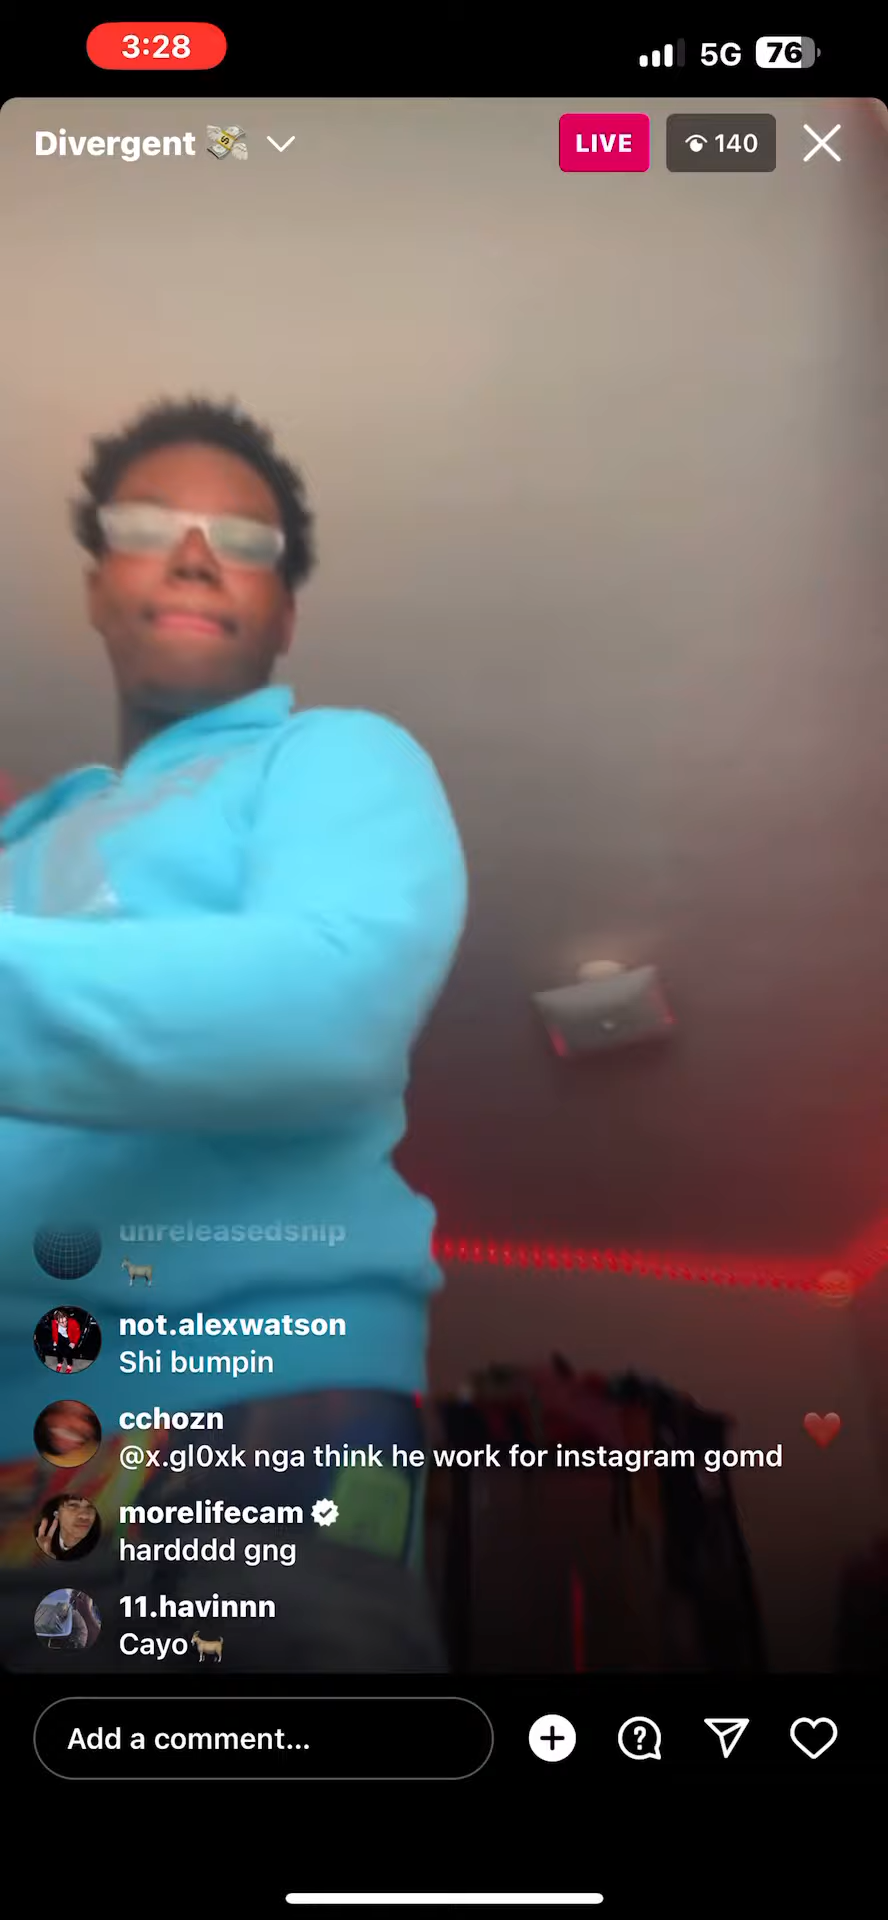 3:28
5G
76
Divergent 💸
LIVE
140
unreleasedsnip
🐐
not.alexwatson
Shi bumpin
cchozn
@x.gl0xk nga think he work for instagram gomd
morelifecam
hardddd gng
11.havinnn
Cayo🐐
Add a comment...